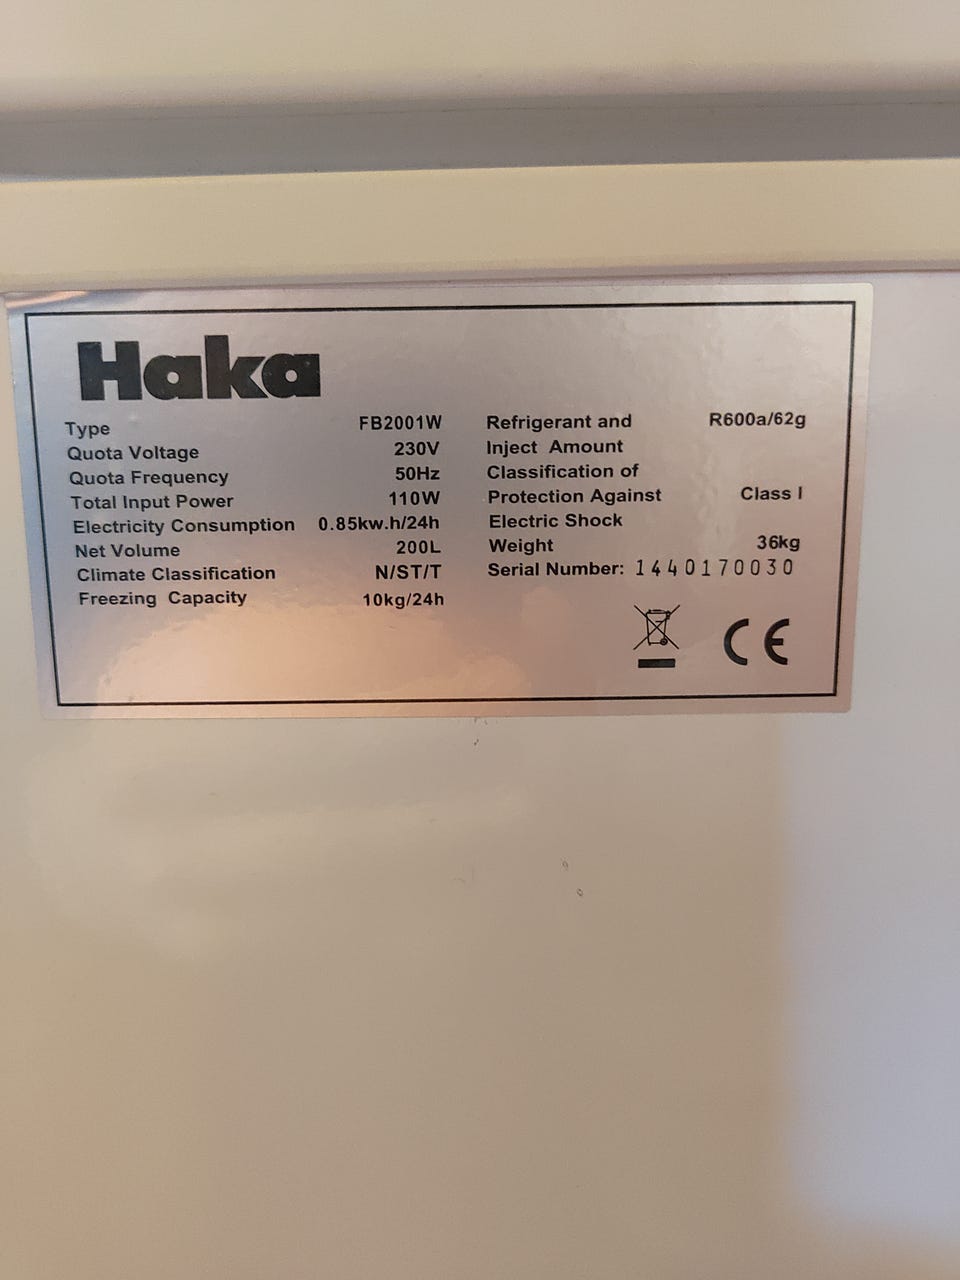 Haka
Type FB2001W
Quota Voltage 230V
Quota Frequency 50Hz
Total Input Power 110W
Electricity Consumption 0.85kw.h/24h
Net Volume 200L
Climate Classification N/ST/T
Freezing Capacity 10kg/24h
Refrigerant and R600a/62g
Inject Amount
Classification of
Protection Against Class I
Electric Shock
Weight 36kg
Serial Number: 1440170030
CE